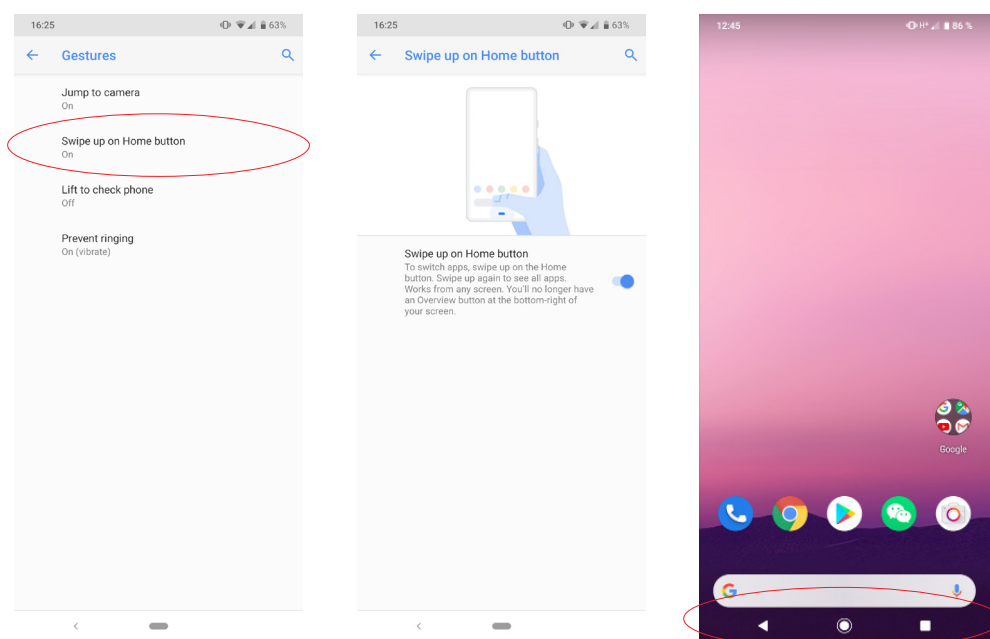 16:25
63%
Gestures
Jump to camera
On
Swipe up on Home button
On
Lift to check phone
Off
Prevent ringing
On (vibrate)
16:25
63%
Swipe up on Home button
Swipe up on Home button
To switch apps, swipe up on the Home
button. Swipe up again to see all apps.
Works from any screen. You'll no longer have
an Overview button at the bottom-right of
your screen.
12:45
H+
86 %
Google